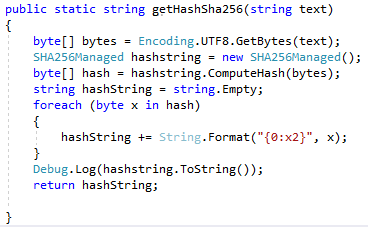 public static string getHashSha256(string text)
{
    byte[] bytes = Encoding.UTF8.GetBytes(text);
    SHA256Managed hashstring = new SHA256Managed();
    byte[] hash = hashstring.ComputeHash(bytes);
    string hashString = string.Empty;
    foreach (byte x in hash)
    {
        hashString += String.Format("{0:x2}", x);
    }
    Debug.Log(hashstring.ToString());
    return hashString;
}